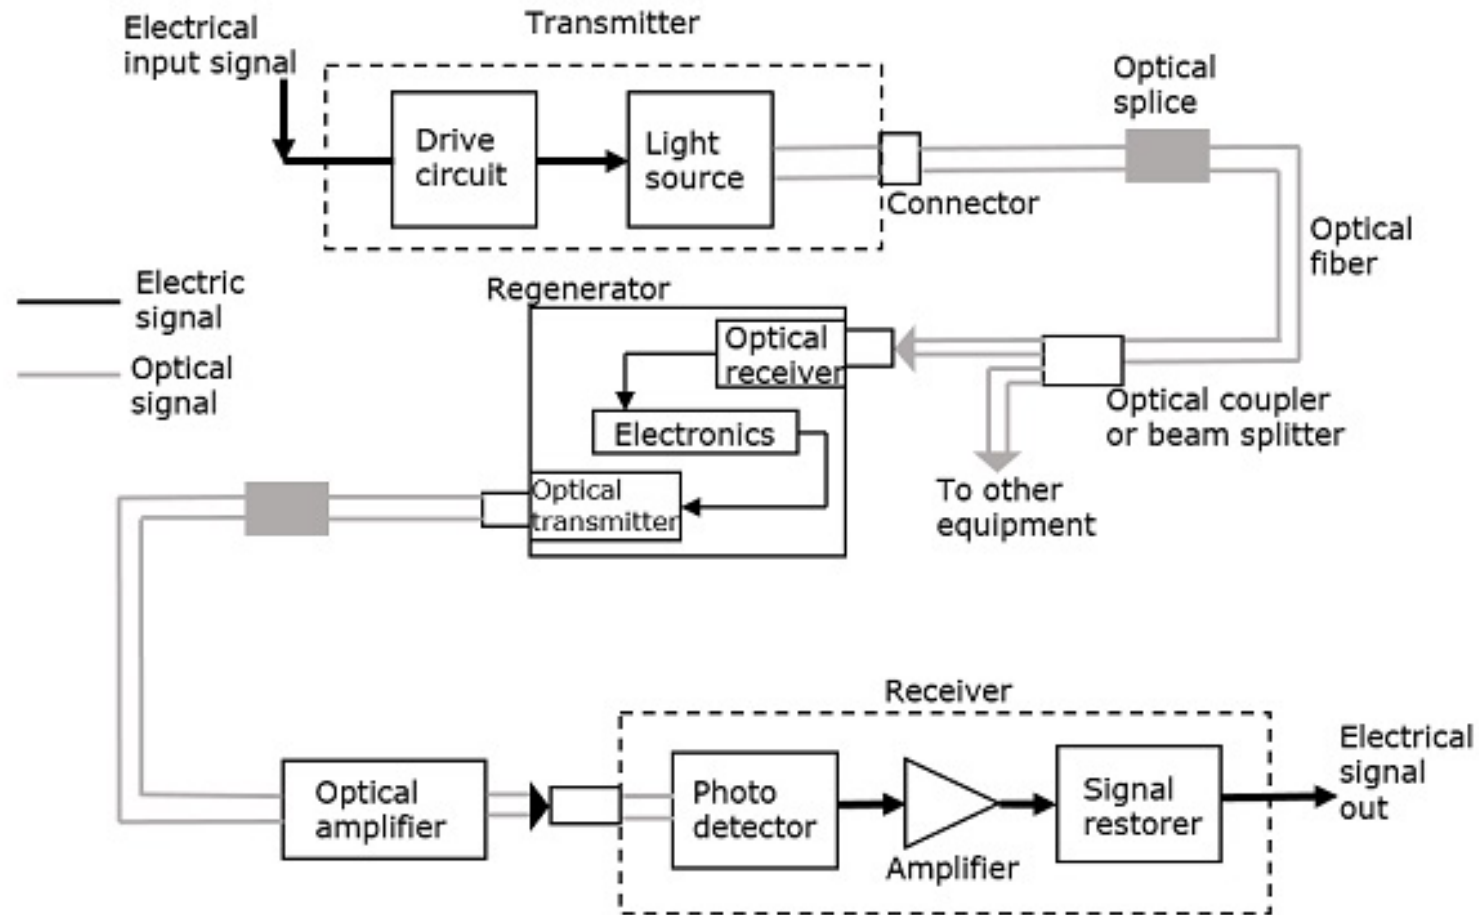 Electrical
input signal
Transmitter
Drive
circuit
Light
source
Connector
Optical
splice
Optical
fiber
Electric
signal
Optical
signal
Regenerator
Optical
receiver
Electronics
Optical
transmitter
Optical coupler
or beam splitter
To other
equipment
Receiver
Optical
amplifier
Photo
detector
Amplifier
Signal
restorer
Electrical
signal
out